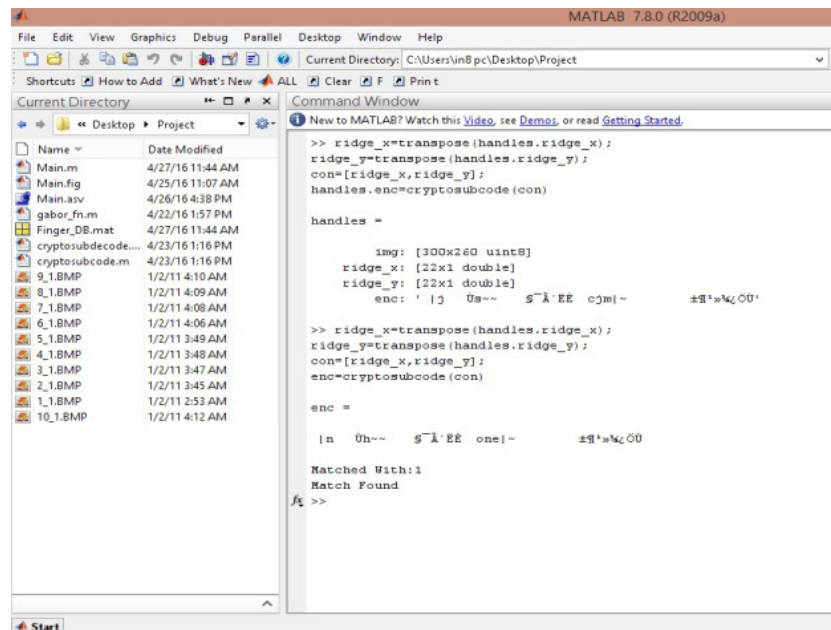 MATLAB 7.8.0 (R2009a)
File Edit View Graphics Debug Parallel Desktop Window Help
Current Directory: C:\Users\in8 pc\Desktop\Project
Shortcuts How to Add What's New ALL Clear F Print
Current Directory
« Desktop Project
Name Date Modified
Main.m 4/27/16 11:44 AM
Main.fig 4/25/16 11:07 AM
Main.asv 4/26/16 4:38 PM
gabor_fn.m 4/22/16 1:57 PM
Finger_DB.mat 4/27/16 11:44 AM
cryptosubdecode.... 4/23/16 1:16 PM
cryptosubcode.m 4/23/16 1:16 PM
9_1.BMP 1/2/11 4:10 AM
8_1.BMP 1/2/11 4:09 AM
7_1.BMP 1/2/11 4:08 AM
6_1.BMP 1/2/11 4:06 AM
5_1.BMP 1/2/11 3:49 AM
4_1.BMP 1/2/11 3:48 AM
3_1.BMP 1/2/11 3:47 AM
2_1.BMP 1/2/11 3:45 AM
1_1.BMP 1/2/11 2:53 AM
10_1.BMP 1/2/11 4:12 AM
Command Window
New to MATLAB? Watch this Video, see Demos, or read Getting Started.
>> ridge_x=transpose(handles.ridge_x);
ridge_y=transpose(handles.ridge_y);
con=[ridge_x,ridge_y];
handles.enc=cryptosubcode(con)
handles =
img: [300x260 uint8]
ridge_x: [22x1 double]
ridge_y: [22x1 double]
enc:
>> ridge_x=transpose(handles.ridge_x);
ridge_y=transpose(handles.ridge_y);
con=[ridge_x,ridge_y];
enc=cryptosubcode(con)
enc =
Matched With:1
Match Found
fx >>
Start